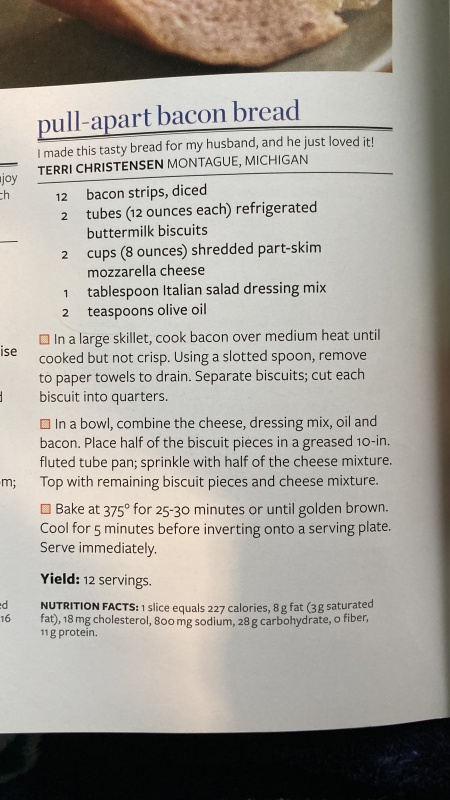 pull-apart bacon bread
I made this tasty bread for my husband, and he just loved it!
TERRI CHRISTENSEN MONTAGUE, MICHIGAN
12 bacon strips, diced
2 tubes (12 ounces each) refrigerated
buttermilk biscuits
2 cups (8 ounces) shredded part-skim
mozzarella cheese
1 tablespoon Italian salad dressing mix
2 teaspoons olive oil
In a large skillet, cook bacon over medium heat until
cooked but not crisp. Using a slotted spoon, remove
to paper towels to drain. Separate biscuits; cut each
biscuit into quarters.
In a bowl, combine the cheese, dressing mix, oil and
bacon. Place half of the biscuit pieces in a greased 10-in.
fluted tube pan; sprinkle with half of the cheese mixture.
Top with remaining biscuit pieces and cheese mixture.
Bake at 375° for 25-30 minutes or until golden brown.
Cool for 5 minutes before inverting onto a serving plate.
Serve immediately.
Yield: 12 servings.
NUTRITION FACTS: 1 slice equals 227 calories, 8 g fat (3 g saturated
fat), 18 mg cholesterol, 800 mg sodium, 28 g carbohydrate, 0 fiber,
11 g protein.